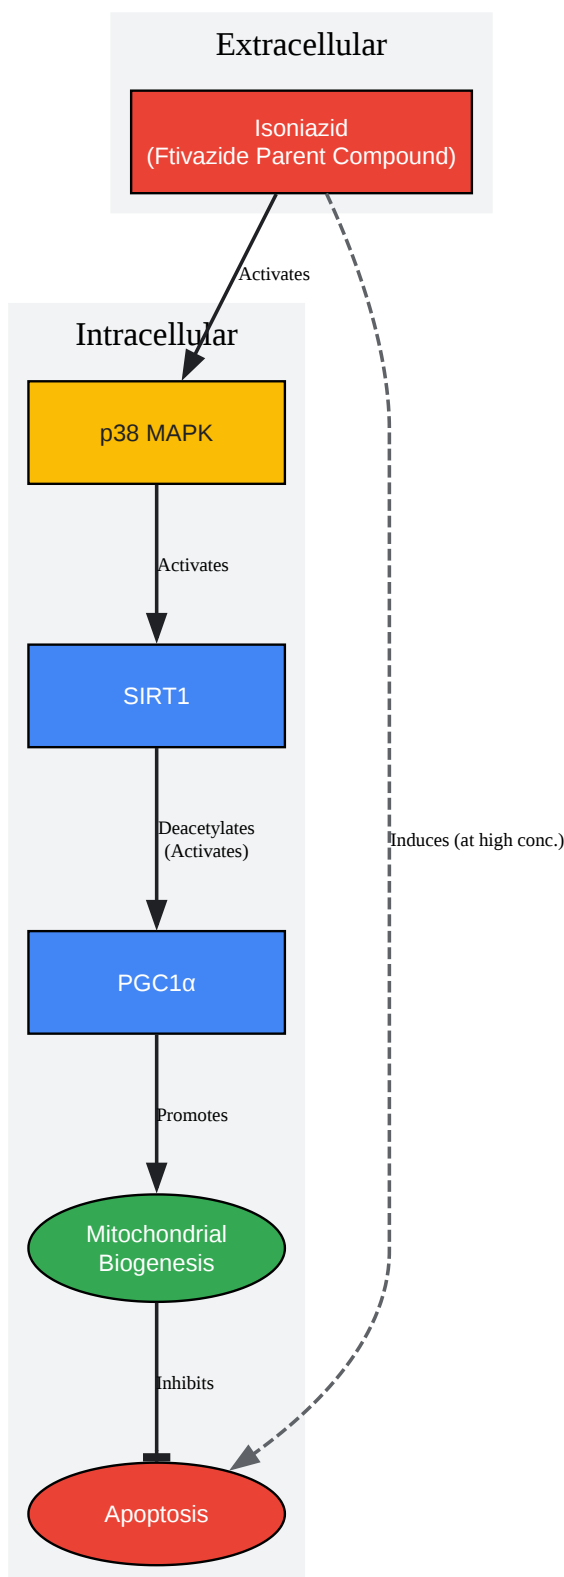 Extracellular
Isoniazid
(Ftivazide Parent Compound)
Activates
Intracellular
p38 MAPK
Activates
SIRT1
Deacetylates
(Activates)
Induces (at high conc.)
PGC1α
Promotes
Mitochondrial
Biogenesis
Inhibits
Apoptosis